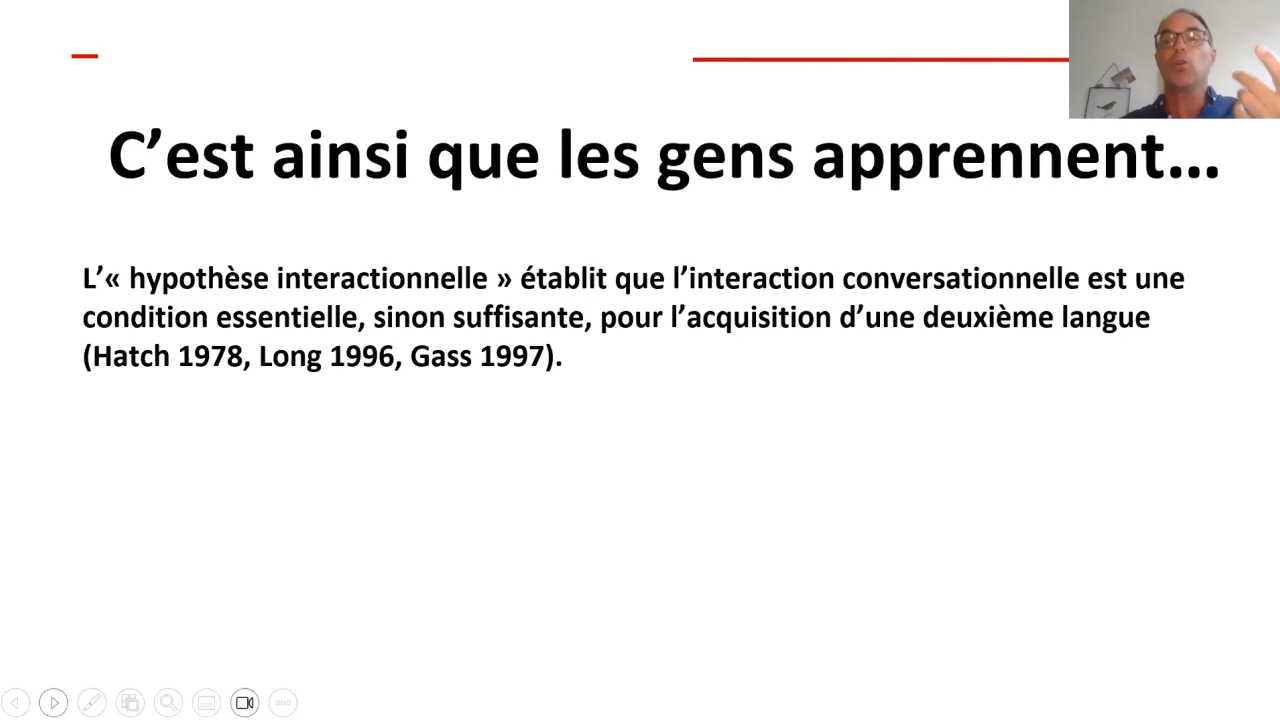 C’est ainsi que les gens apprennent…
L’« hypothèse interactionnelle » établit que l’interaction conversationnelle est une
condition essentielle, sinon suffisante, pour l’acquisition d’une deuxième langue
(Hatch 1978, Long 1996, Gass 1997).